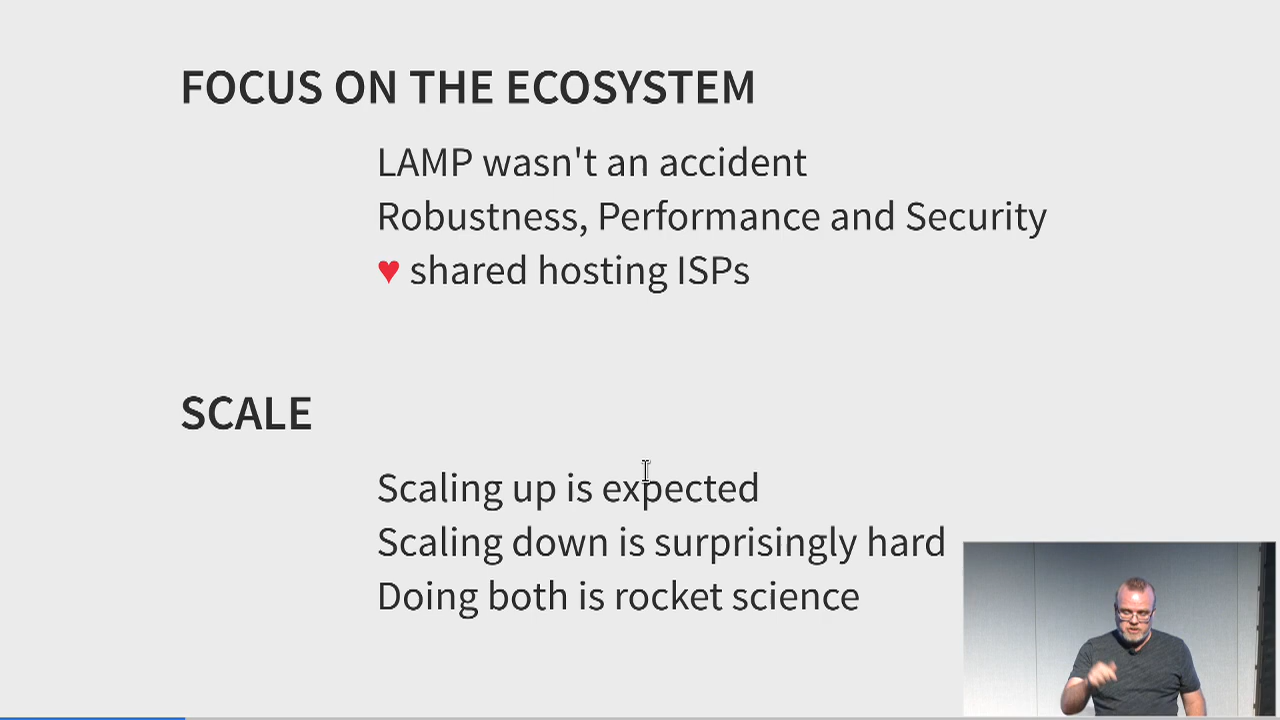 FOCUS ON THE ECOSYSTEM
LAMP wasn't an accident
Robustness, Performance and Security
♥ shared hosting ISPs
SCALE
Scaling up is expected
Scaling down is surprisingly hard
Doing both is rocket science